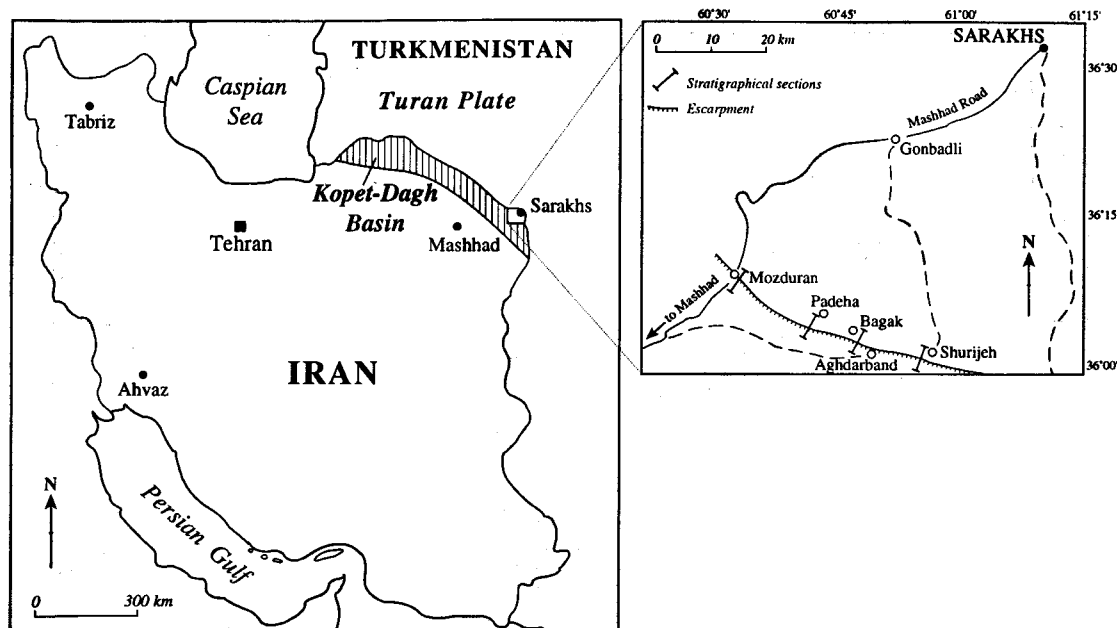 TURKMENISTAN
Turan Plate
Caspian
Sea
Tabriz
Kopet-Dagh
Basin
Sarakhs
Tehran
Mashhad
IRAN
Ahvaz
N
Persian Gulf
0 300 km
60°30' 60°45' 61°00' 61°15'
0 10 20 km
SARAKHS
36°30'
Stratigraphical sections
Escarpment
Mashhad Road
Gonbadli
36°15'
N
Mozduran
to Mashhad
Padeha
Bagak
Shurijeh
Aghdarband
36°00'